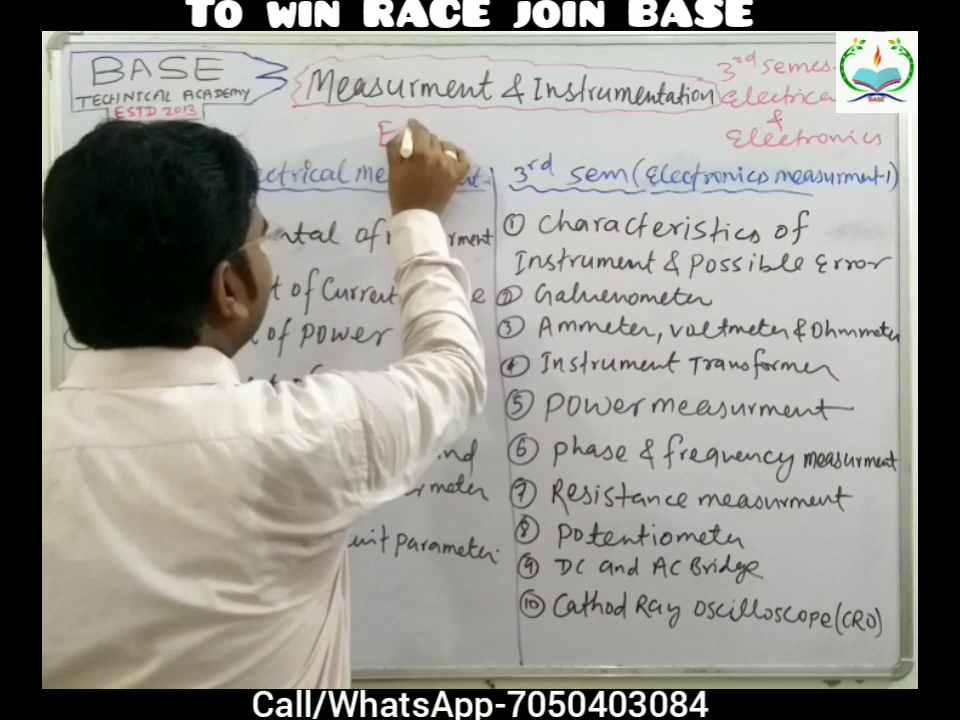 To win RACE join BASE
BASE
TECHNICAL ACADEMY
ESTD 2013
Measurment & Instrumentation
3rd semes.
Electrica
&
Electronics
BASE
E
3rd sem (Electronics measurment-1)
① Characteristics of
Instrument & Possible Error
② Galvenometer
③ Ammeter, voltmeter & Ohmmeter
④ Instrument Transformer
⑤ Power measurment
⑥ Phase & frequency measurment
⑦ Resistance measurment
⑧ Potentiometer
⑨ DC and AC Bridge
⑩ Cathod Ray Oscilloscope (CRO)
of
of Current
of Power
Parameter.
Call/WhatsApp-7050403084